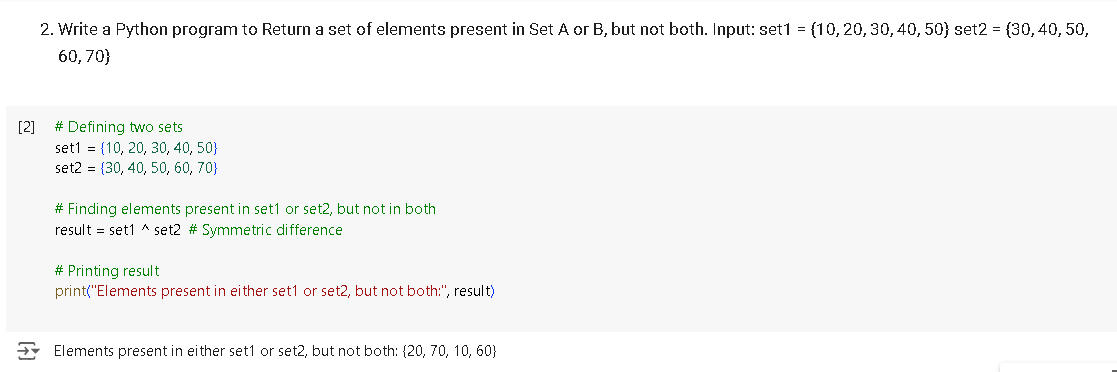 2. Write a Python program to Return a set of elements present in Set A or B, but not both. Input: set1 = {10, 20, 30, 40, 50} set2 = {30, 40, 50,
60, 70}
[2] # Defining two sets
set1 = {10, 20, 30, 40, 50}
set2 = {30, 40, 50, 60, 70}
# Finding elements present in set1 or set2, but not in both
result = set1 ^ set2 # Symmetric difference
# Printing result
print("Elements present in either set1 or set2, but not both:", result)
Elements present in either set1 or set2, but not both: {20, 70, 10, 60}